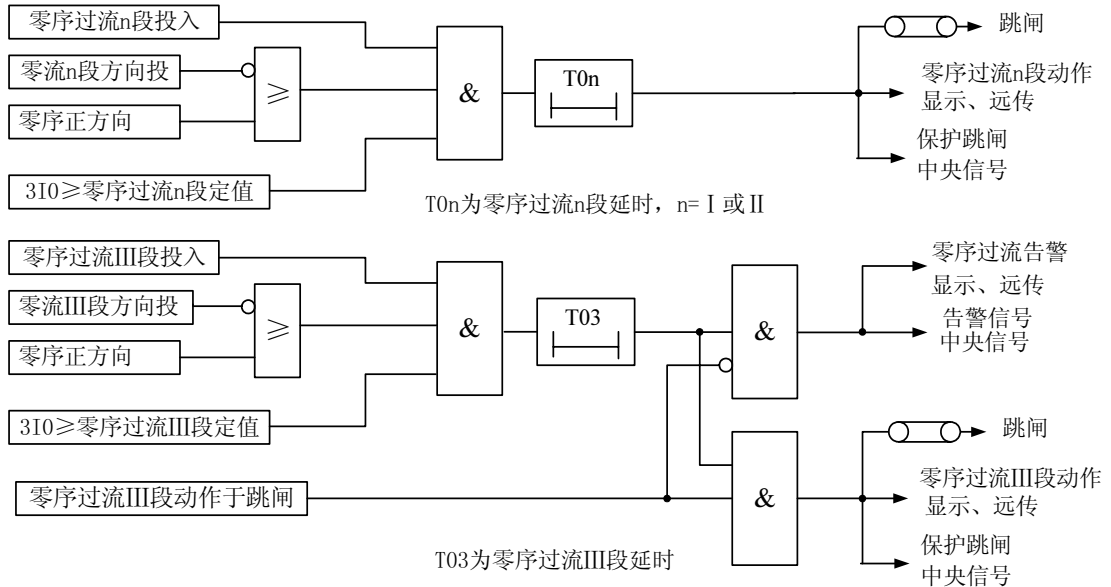 零序过流n段投入
零流n段方向投
零序正方向
3I0≥零序过流n段定值
≥
&
T0n
跳闸
零序过流n段动作
显示、远传
保护跳闸
中央信号
T0n为零序过流n段延时，n=Ⅰ或Ⅱ
零序过流Ⅲ段投入
零流Ⅲ段方向投
零序正方向
3I0≥零序过流Ⅲ段定值
≥
&
T03
&
零序过流告警
显示、远传
告警信号
中央信号
零序过流Ⅲ段动作于跳闸
&
跳闸
零序过流Ⅲ段动作
显示、远传
保护跳闸
中央信号
T03为零序过流Ⅲ段延时